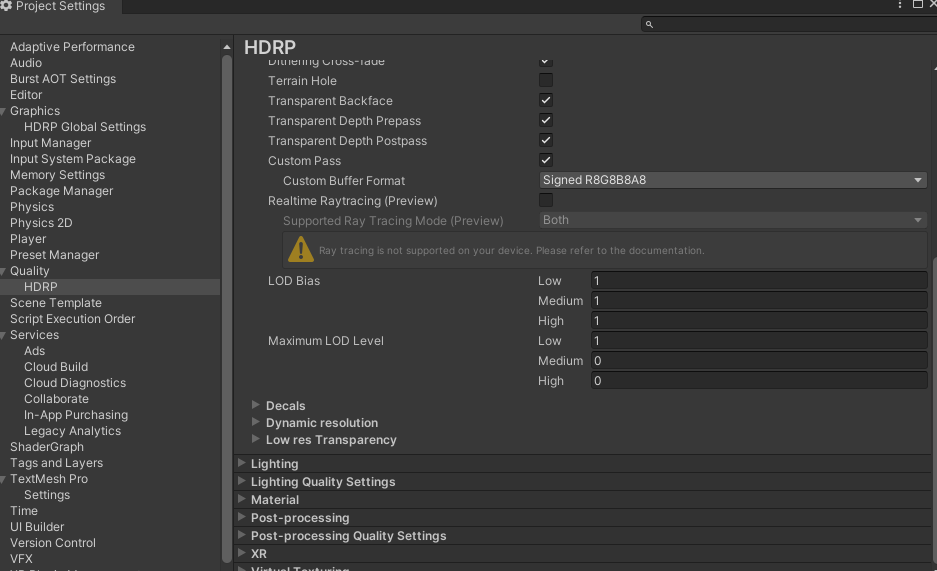 Project Settings
HDRP
Adaptive Performance
Audio
Burst AOT Settings
Editor
Graphics
HDRP Global Settings
Input Manager
Input System Package
Memory Settings
Package Manager
Physics
Physics 2D
Player
Preset Manager
Quality
HDRP
Scene Template
Script Execution Order
Services
Ads
Cloud Build
Cloud Diagnostics
Collaborate
In-App Purchasing
Legacy Analytics
ShaderGraph
Tags and Layers
TextMesh Pro
Settings
Time
UI Builder
Version Control
VFX
Dithering Cross-fade
Terrain Hole
Transparent Backface
Transparent Depth Prepass
Transparent Depth Postpass
Custom Pass
Custom Buffer Format Signed R8G8B8A8
Realtime Raytracing (Preview)
Supported Ray Tracing Mode (Preview) Both
Ray tracing is not supported on your device. Please refer to the documentation.
LOD Bias Low 1
Medium 1
High 1
Maximum LOD Level Low 1
Medium 0
High 0
Decals
Dynamic resolution
Low res Transparency
Lighting
Lighting Quality Settings
Material
Post-processing
Post-processing Quality Settings
XR
Virtual Texturing